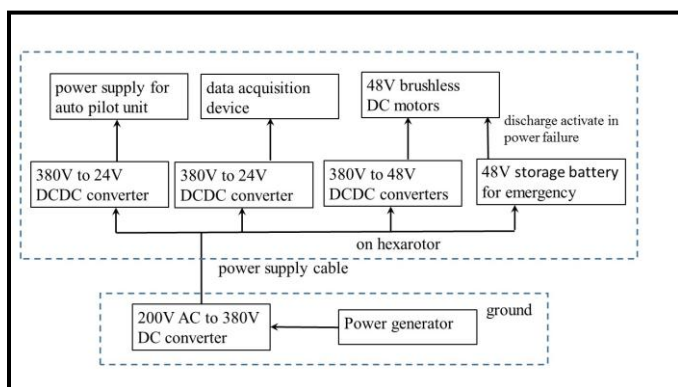 power supply for
auto pilot unit
data acquisition
device
48V brushless
DC motors
discharge activate in
power failure
380V to 24V
DCDC converter
380V to 24V
DCDC converter
380V to 48V
DCDC converters
48V storage battery
for emergency
on hexarotor
power supply cable
ground
200V AC to 380V
DC converter
Power generator